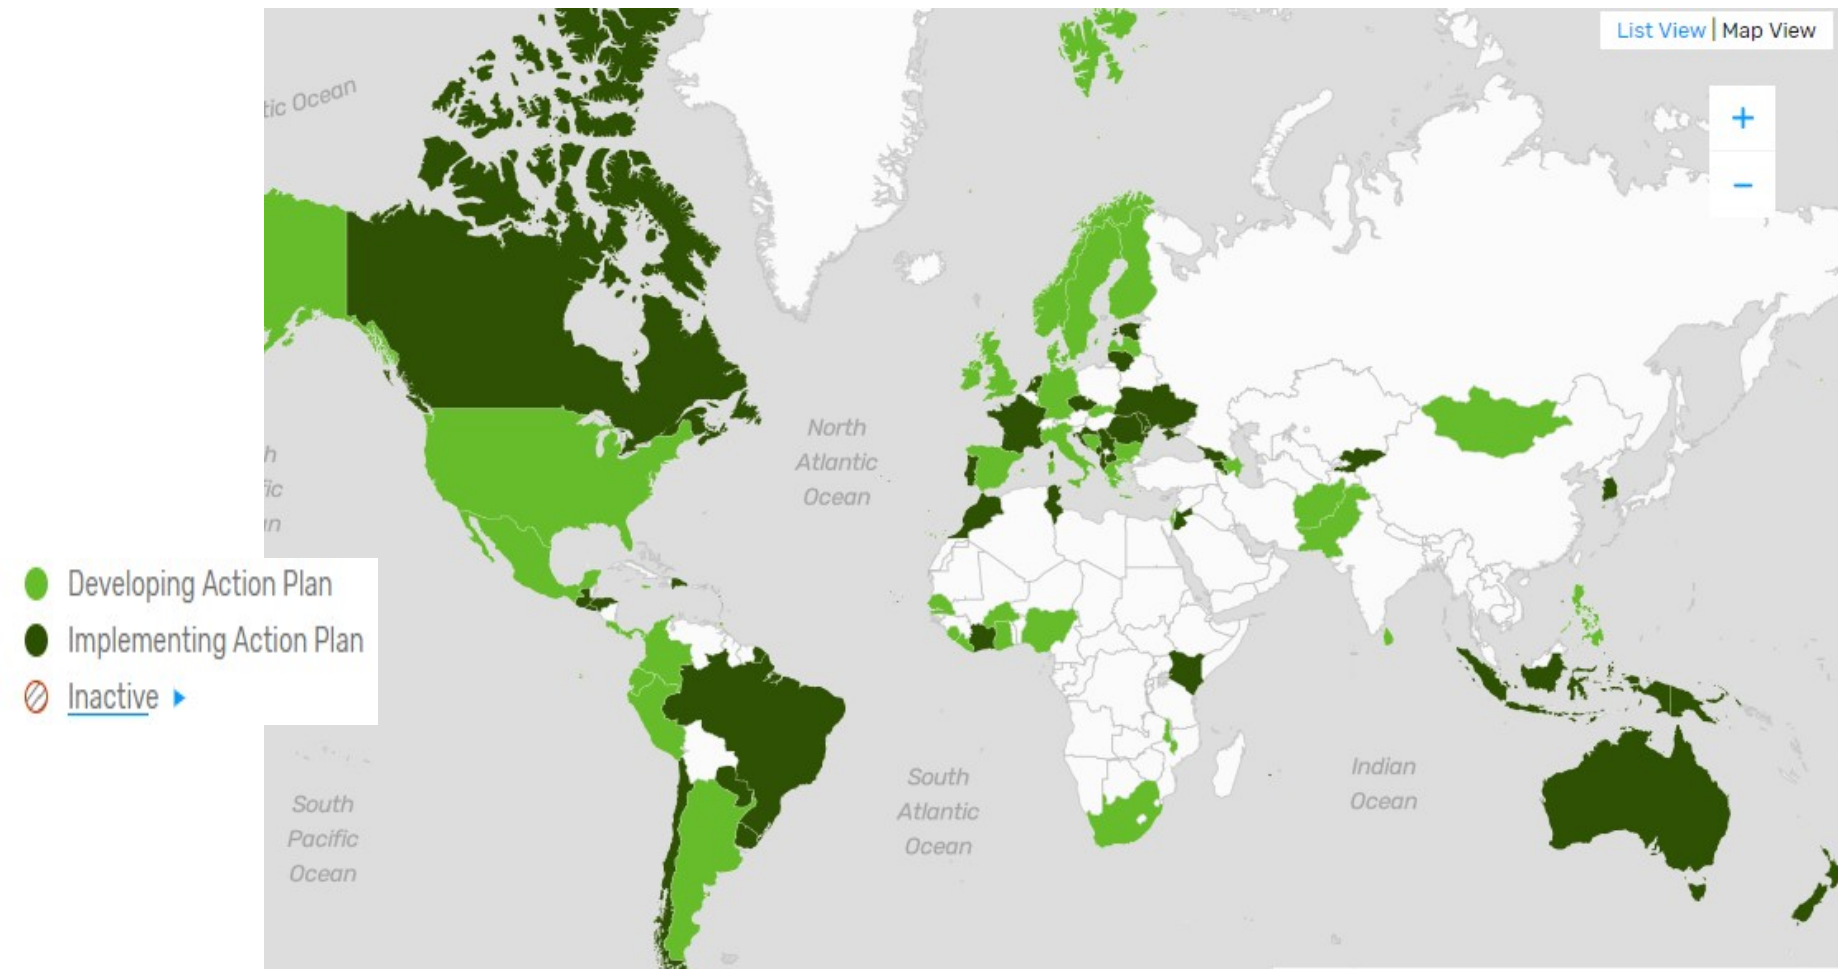 List View | Map View
+
−
tic Ocean
North
Atlantic
Ocean
h
fic
n
Developing Action Plan
Implementing Action Plan
Inactive
South
Pacific
Ocean
South
Atlantic
Ocean
Indian
Ocean